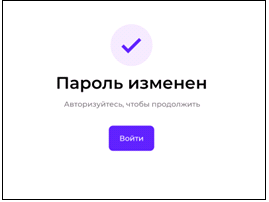 Пароль изменен
Авторизуйтесь, чтобы продолжить
Войти